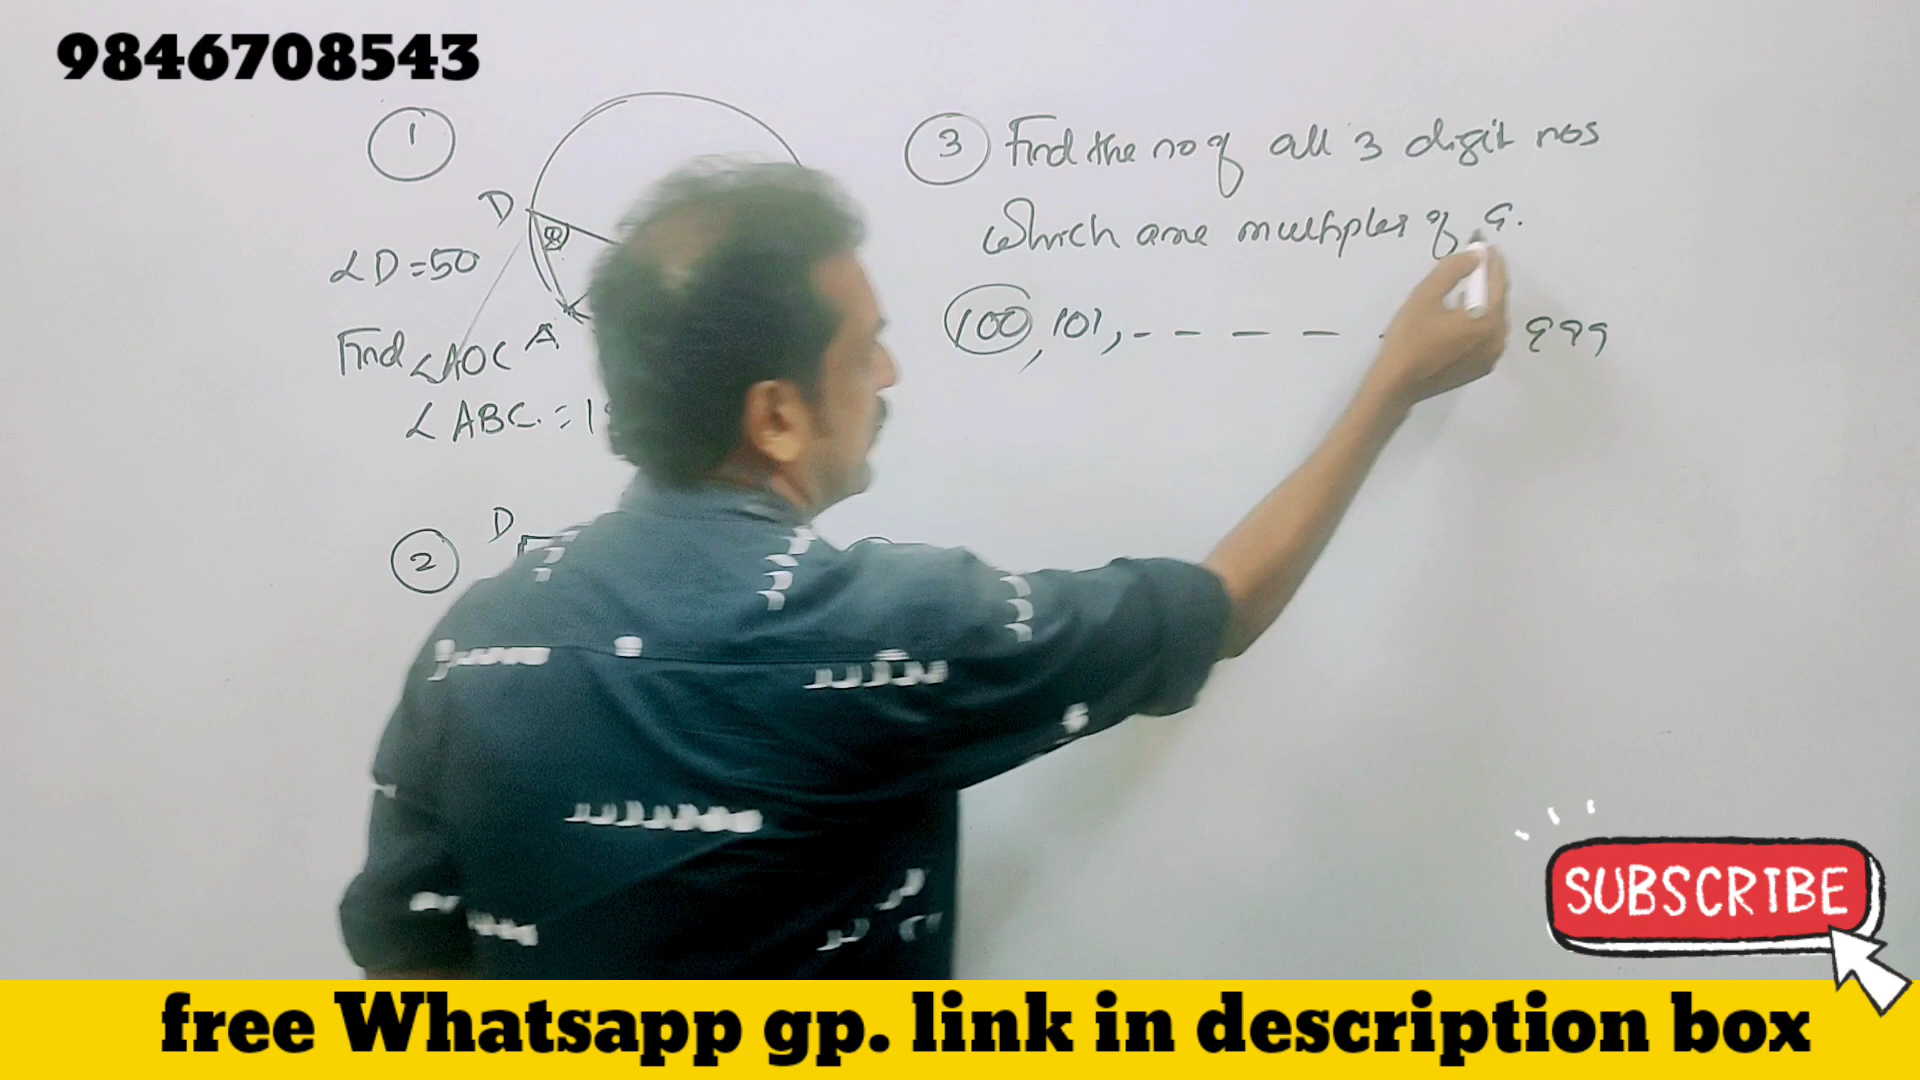 9846708543
1
D
∠D=50
Find ∠AOC
A
∠ABC = 1
2
D
3 Find the no of all 3 digit nos
which are multiples of 9.
100, 101, - - - - - 999
SUBSCRIBE
free Whatsapp gp. link in description box